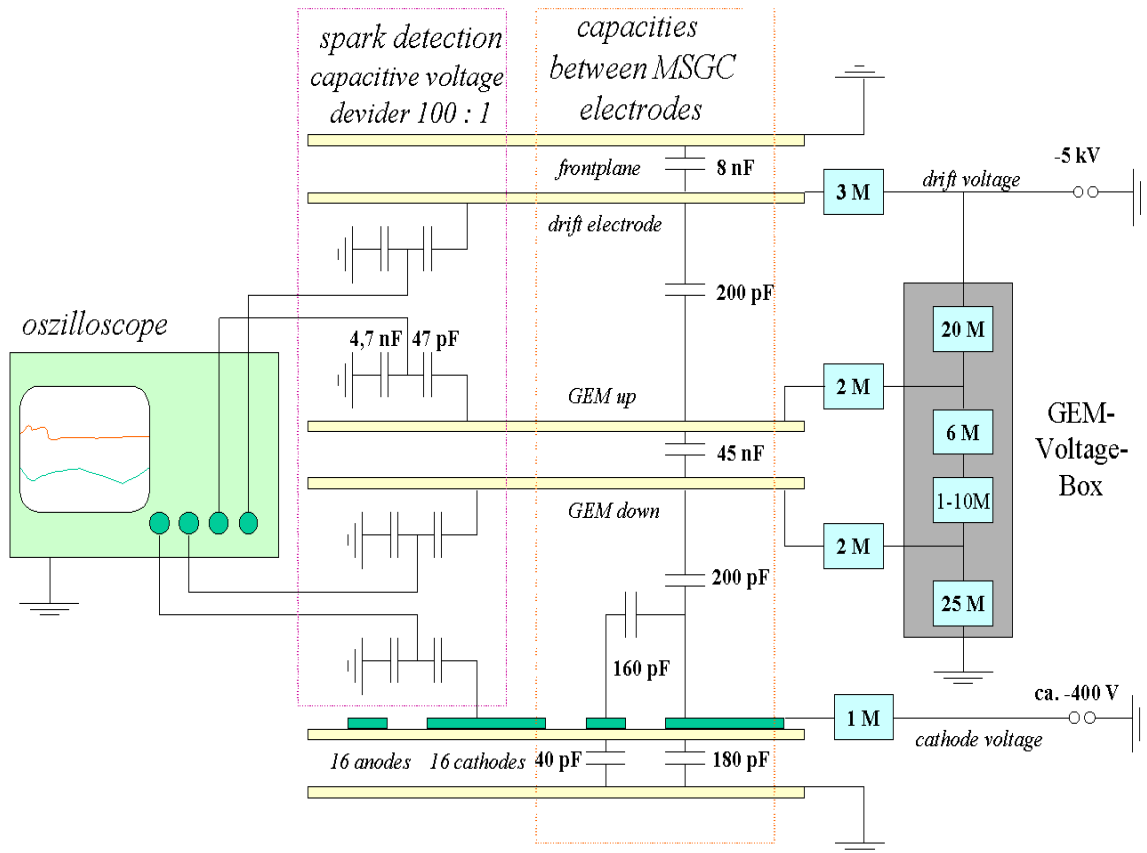 spark detection
capacitive voltage
devider 100 : 1
capacities
between MSGC
electrodes
frontplane
8 nF
-5 kV
3 M
drift voltage
drift electrode
200 pF
oszilloscope
20 M
4,7 nF
47 pF
GEM up
2 M
6 M
GEM-
Voltage-
Box
45 nF
1-10M
GEM down
2 M
200 pF
25 M
160 pF
ca. -400 V
1 M
cathode voltage
16 anodes
16 cathodes
40 pF
180 pF